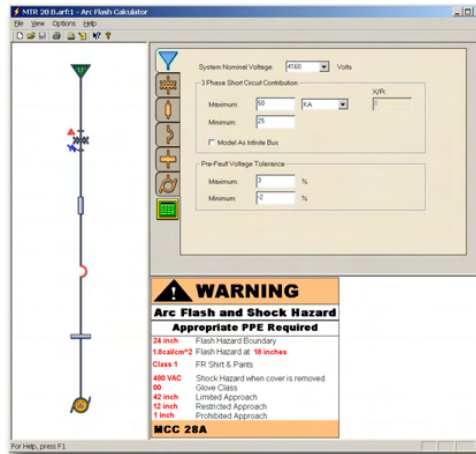 MTR 20 B.arf:1 - Arc Flash Calculator
File View Options Help
System Nominal Voltage: 4160 Volts
3 Phase Short Circuit Contribution
X/R:
Maximum: 50 KA
Minimum: 25
Model As Infinite Bus
Pre-Fault Voltage Tolerance
Maximum: 3 %
Minimum: -2 %
WARNING
Arc Flash and Shock Hazard
Appropriate PPE Required
24 inch Flash Hazard Boundary
1.8cal/cm^2 Flash Hazard at 18 inches
Class 1 FR Shirt & Pants
480 VAC Shock Hazard when cover is removed
00 Glove Class
42 inch Limited Approach
12 inch Restricted Approach
1 inch Prohibited Approach
MCC 28A
For Help, press F1